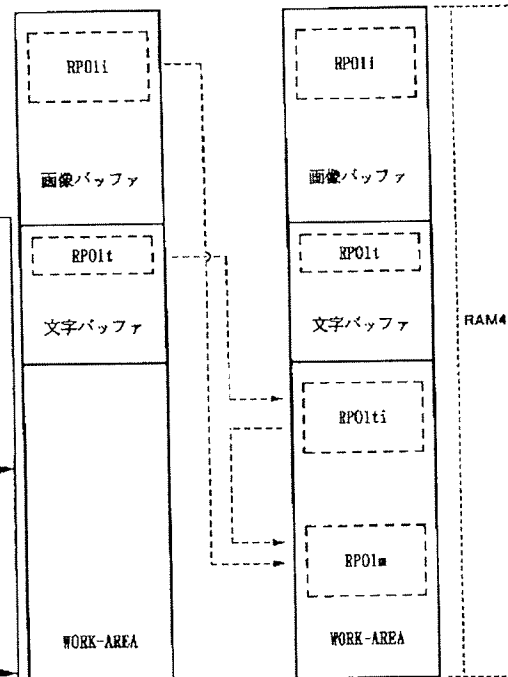 RP01i
画像バッファ
RP01t
文字バッファ
WORK-AREA
RP01i
画像バッファ
RP01t
文字バッファ
RP01ti
RP01m
WORK-AREA
RAM4